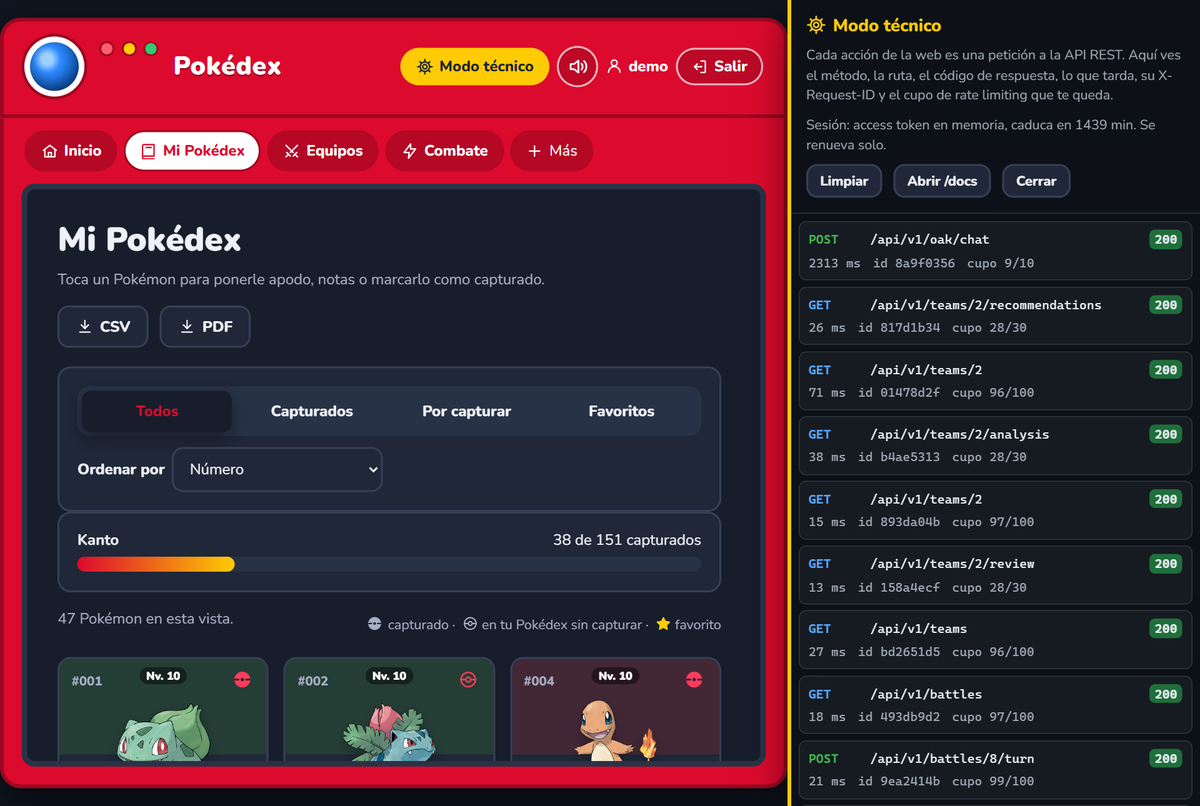 Pokédex
Modo técnico
demo
Salir
Inicio
Mi Pokédex
Equipos
Combate
Más
Mi Pokédex
Toca un Pokémon para ponerle apodo, notas o marcarlo como capturado.
CSV
PDF
Todos
Capturados
Por capturar
Favoritos
Ordenar por
Número
Kanto
38 de 151 capturados
47 Pokémon en esta vista.
capturado · en tu Pokédex sin capturar · favorito
#001
Nv. 10
#002
Nv. 10
#004
Nv. 10
Modo técnico
Cada acción de la web es una petición a la API REST. Aquí ves
el método, la ruta, el código de respuesta, lo que tarda, su X-
Request-ID y el cupo de rate limiting que te queda.
Sesión: access token en memoria, caduca en 1439 min. Se
renueva solo.
Limpiar
Abrir /docs
Cerrar
POST /api/v1/oak/chat 200
2313 ms id 8a9f0356 cupo 9/10
GET /api/v1/teams/2/recommendations 200
26 ms id 817d1b34 cupo 28/30
GET /api/v1/teams/2 200
71 ms id 01478d2f cupo 96/100
GET /api/v1/teams/2/analysis 200
38 ms id b4ae5313 cupo 28/30
GET /api/v1/teams/2 200
15 ms id 893da04b cupo 97/100
GET /api/v1/teams/2/review 200
13 ms id 158a4ecf cupo 28/30
GET /api/v1/teams 200
27 ms id bd2651d5 cupo 96/100
GET /api/v1/battles 200
18 ms id 493db9d2 cupo 97/100
POST /api/v1/battles/8/turn 200
21 ms id 9ea2414b cupo 99/100